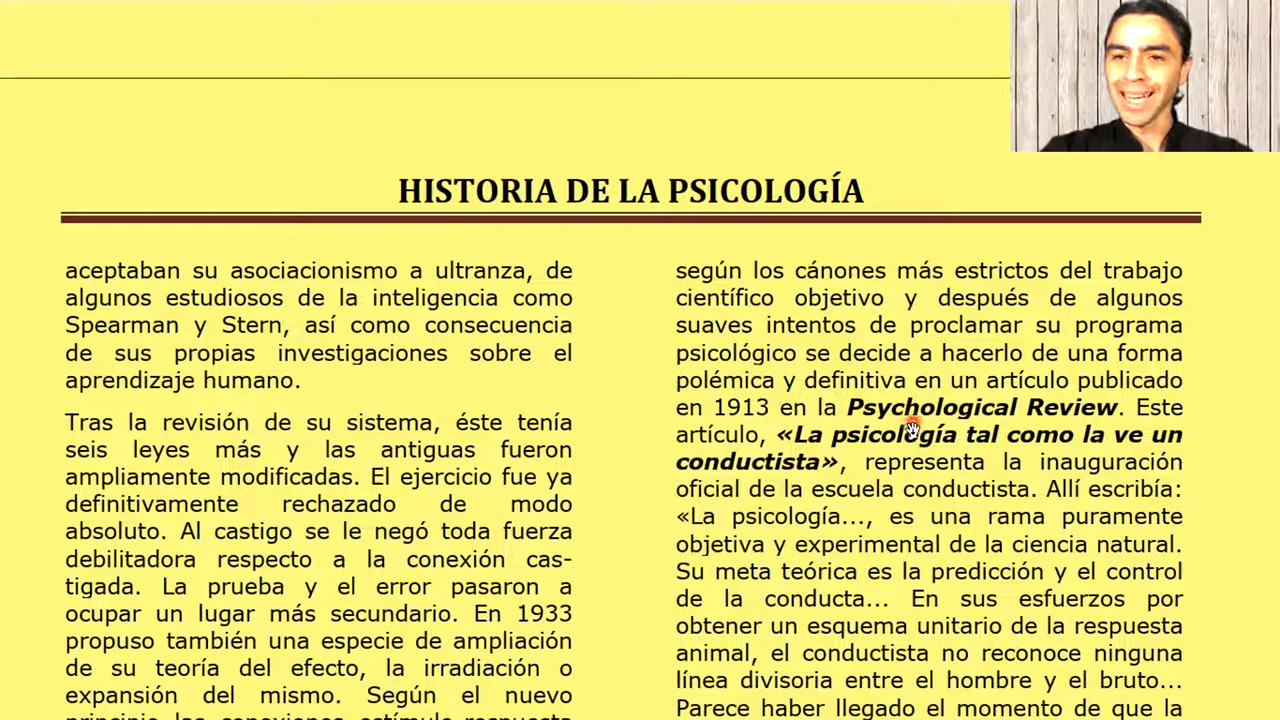 HISTORIA DE LA PSICOLOGÍA
aceptaban su asociacionismo a ultranza, de
algunos estudiosos de la inteligencia como
Spearman y Stern, así como consecuencia
de sus propias investigaciones sobre el
aprendizaje humano.
Tras la revisión de su sistema, éste tenía
seis leyes más y las antiguas fueron
ampliamente modificadas. El ejercicio fue ya
definitivamente rechazado de modo
absoluto. Al castigo se le negó toda fuerza
debilitadora respecto a la conexión cas-
tigada. La prueba y el error pasaron a
ocupar un lugar más secundario. En 1933
propuso también una especie de ampliación
de su teoría del efecto, la irradiación o
expansión del mismo. Según el nuevo
principio las conexiones estímulo respuesta
según los cánones más estrictos del trabajo
científico objetivo y después de algunos
suaves intentos de proclamar su programa
psicológico se decide a hacerlo de una forma
polémica y definitiva en un artículo publicado
en 1913 en la Psychological Review. Este
artículo, «La psicología tal como la ve un
conductista», representa la inauguración
oficial de la escuela conductista. Allí escribía:
«La psicología..., es una rama puramente
objetiva y experimental de la ciencia natural.
Su meta teórica es la predicción y el control
de la conducta... En sus esfuerzos por
obtener un esquema unitario de la respuesta
animal, el conductista no reconoce ninguna
línea divisoria entre el hombre y el bruto...
Parece haber llegado el momento de que la